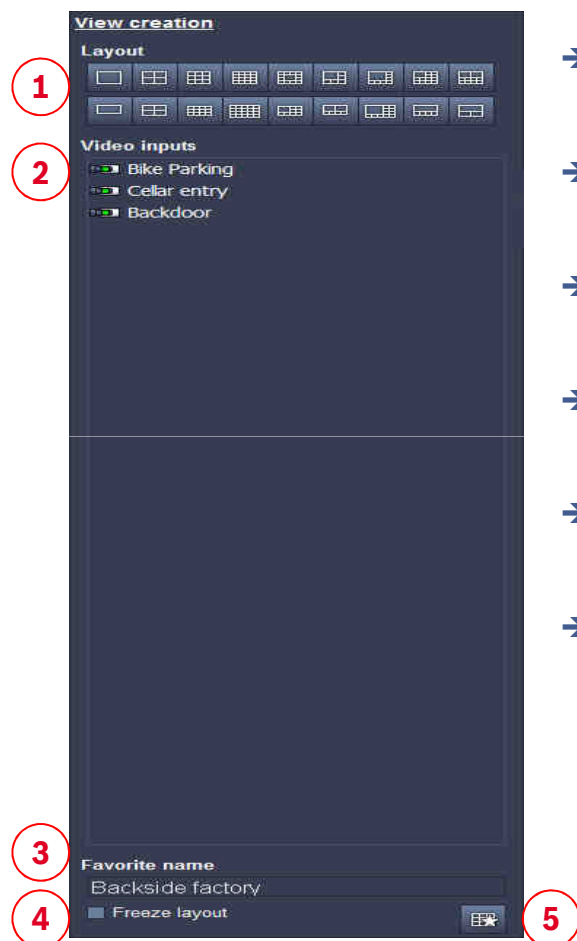 View creation
Layout
1
Video inputs
2
Bike Parking
Cellar entry
Backdoor
3
Favorite name
Backside factory
4
Freeze layout
5